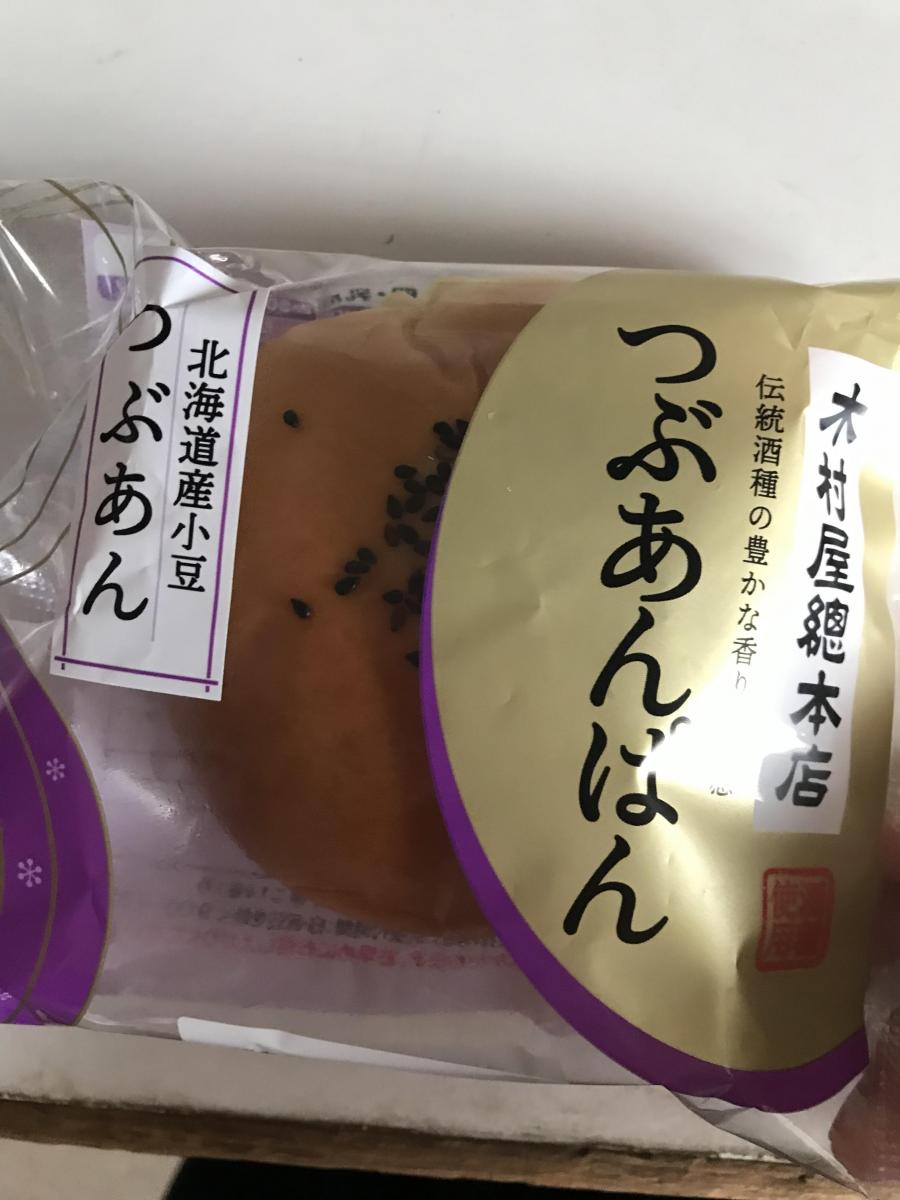 木村屋總本店
伝統酒種の豊かな香り
つぶあんぱん
北海道産小豆
つぶあん